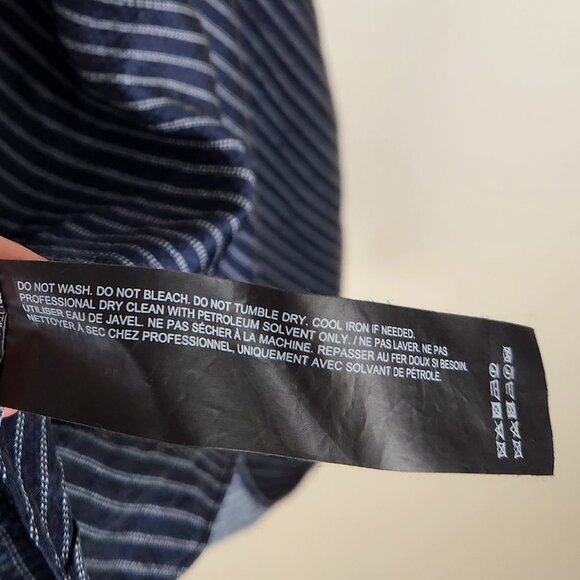 DO NOT WASH. DO NOT BLEACH. DO NOT TUMBLE DRY. COOL IRON IF NEEDED.
PROFESSIONAL DRY CLEAN WITH PETROLEUM SOLVENT ONLY. / NE PAS LAVER. NE PAS
UTILISER EAU DE JAVEL. NE PAS SÉCHER À LA MACHINE. REPASSER AU FER DOUX SI BESOIN.
NETTOYER À SEC CHEZ PROFESSIONNEL, UNIQUEMENT AVEC SOLVANT DE PÉTROLE.